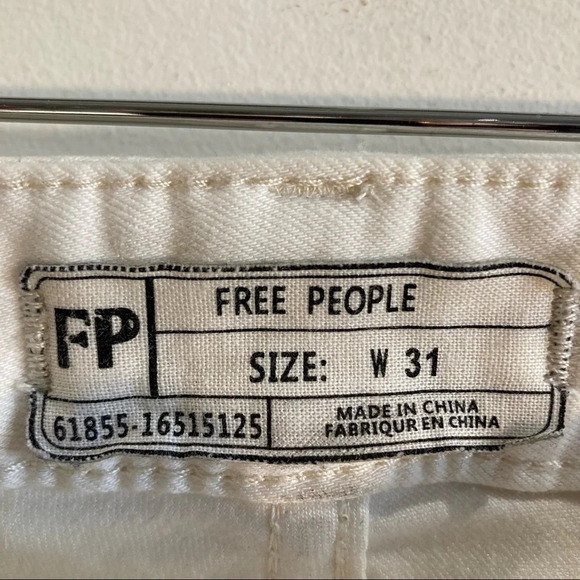 FP
FREE PEOPLE
SIZE: W 31
61855-16515125
MADE IN CHINA
FABRIQUR EN CHINA